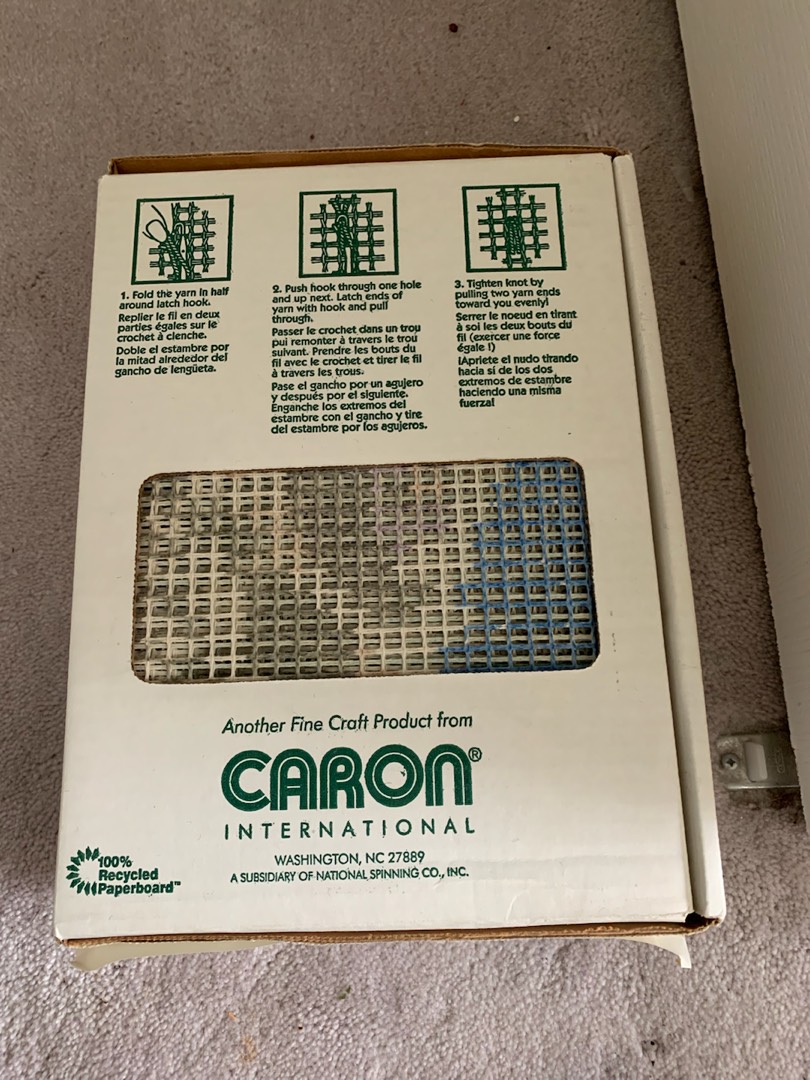 1. Fold the yarn in half
around latch hook.
Replier le fil en deux
parties égales sur le
crochet à clenche.
Doble el estambre por
la mitad alrededor del
gancho de lengüeta.
2. Push hook through one hole
and up next. Latch ends of
yarn with hook and pull
through.
Passer le crochet dans un trou
pui remonter à travers le trou
suivant. Prendre les bouts du
fil avec le crochet et tirer le fil
à travers les trous.
Pase el gancho por un agujero
y después por el siguiente.
Enganche los extremos del
estambre con el gancho y tire
del estambre por los agujeros.
3. Tighten knot by
pulling two yarn ends
toward you evenly!
Serrer le noeud en tirant
à soi les deux bouts du
fil (exercer une force
égale !)
¡Apriete el nudo tirando
hacia sí de los dos
extremos de estambre
haciendo una misma
fuerza!
Another Fine Craft Product from
CARON®
INTERNATIONAL
WASHINGTON, NC 27889
A SUBSIDIARY OF NATIONAL SPINNING CO., INC.
100%
Recycled
Paperboard™